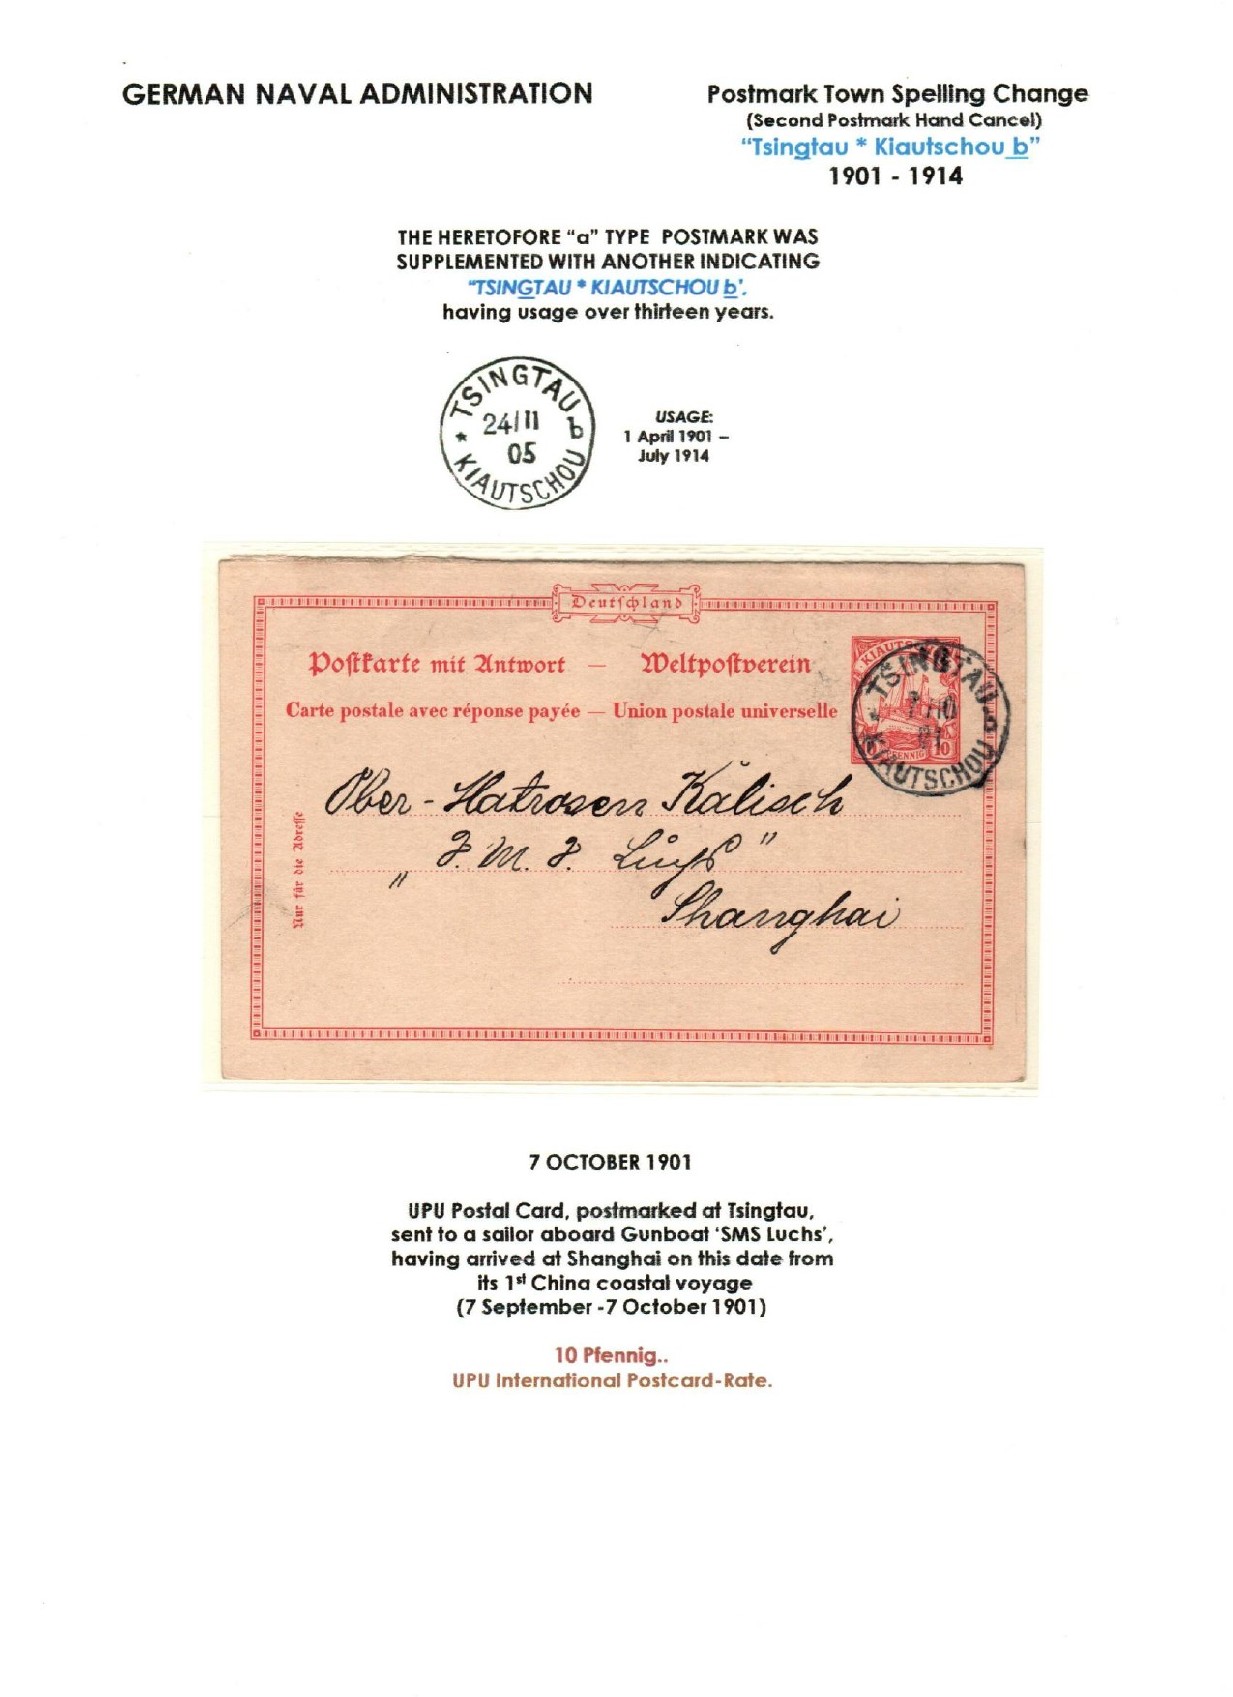 GERMAN NAVAL ADMINISTRATION
Postmark Town Spelling Change
(Second Postmark Hand Cancel)
“Tsingtau * Kiautschou b”
1901 - 1914
THE HERETOFORE “a” TYPE POSTMARK WAS
SUPPLEMENTED WITH ANOTHER INDICATING
“TSINGTAU * KIAUTSCHOU b’.
having usage over thirteen years.
TSINGTAU
24/11
* b
05
KIAUTSCHOU
USAGE:
1 April 1901 –
July 1914
Deutschland
Postkarte mit Antwort — Weltpostverein
Carte postale avec réponse payée — Union postale universelle
KIAUTSCHOU
10 PFENNIG 10
TSINGTAU
* b
KIAUTSCHOU
Nur für die Adresse
Ober-Matrosen Kalisch
„ S. M. S. Luchs "
Shanghai
7 OCTOBER 1901
UPU Postal Card, postmarked at Tsingtau,
sent to a sailor aboard Gunboat ‘SMS Luchs’,
having arrived at Shanghai on this date from
its 1st China coastal voyage
(7 September -7 October 1901)
10 Pfennig..
UPU International Postcard-Rate.